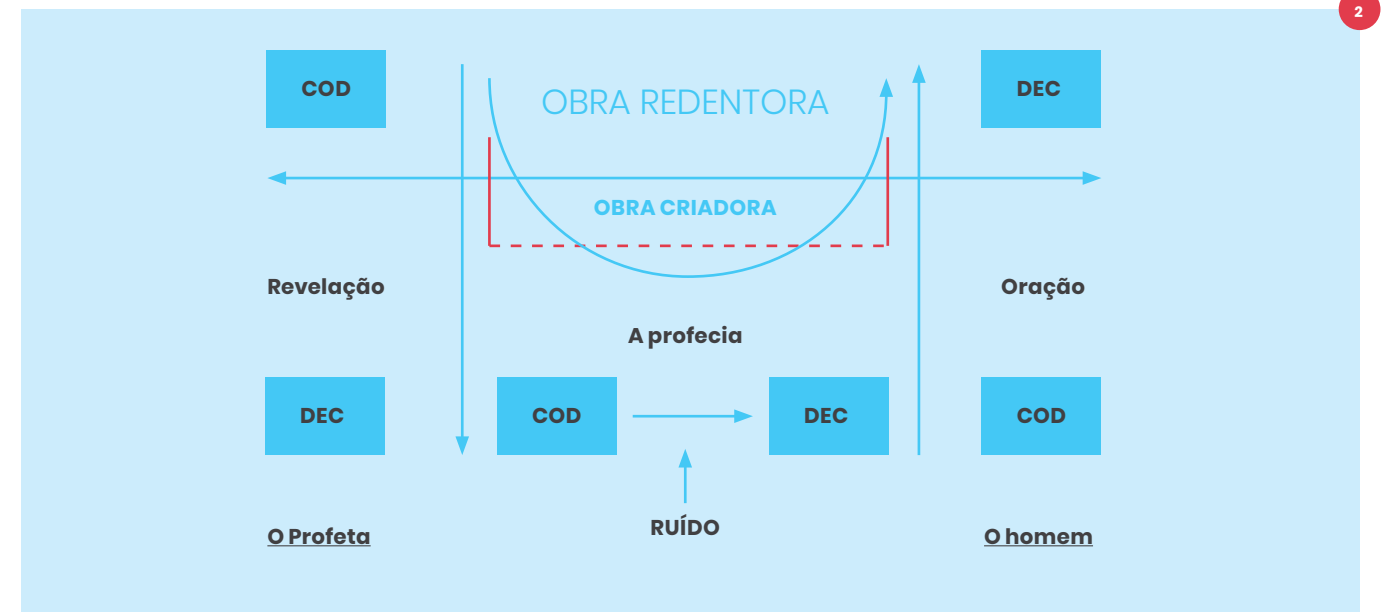 2
COD
OBRA REDENTORA
DEC
OBRA CRIADORA
Revelação
Oração
A profecia
DEC
COD
DEC
COD
RUÍDO
O Profeta
O homem